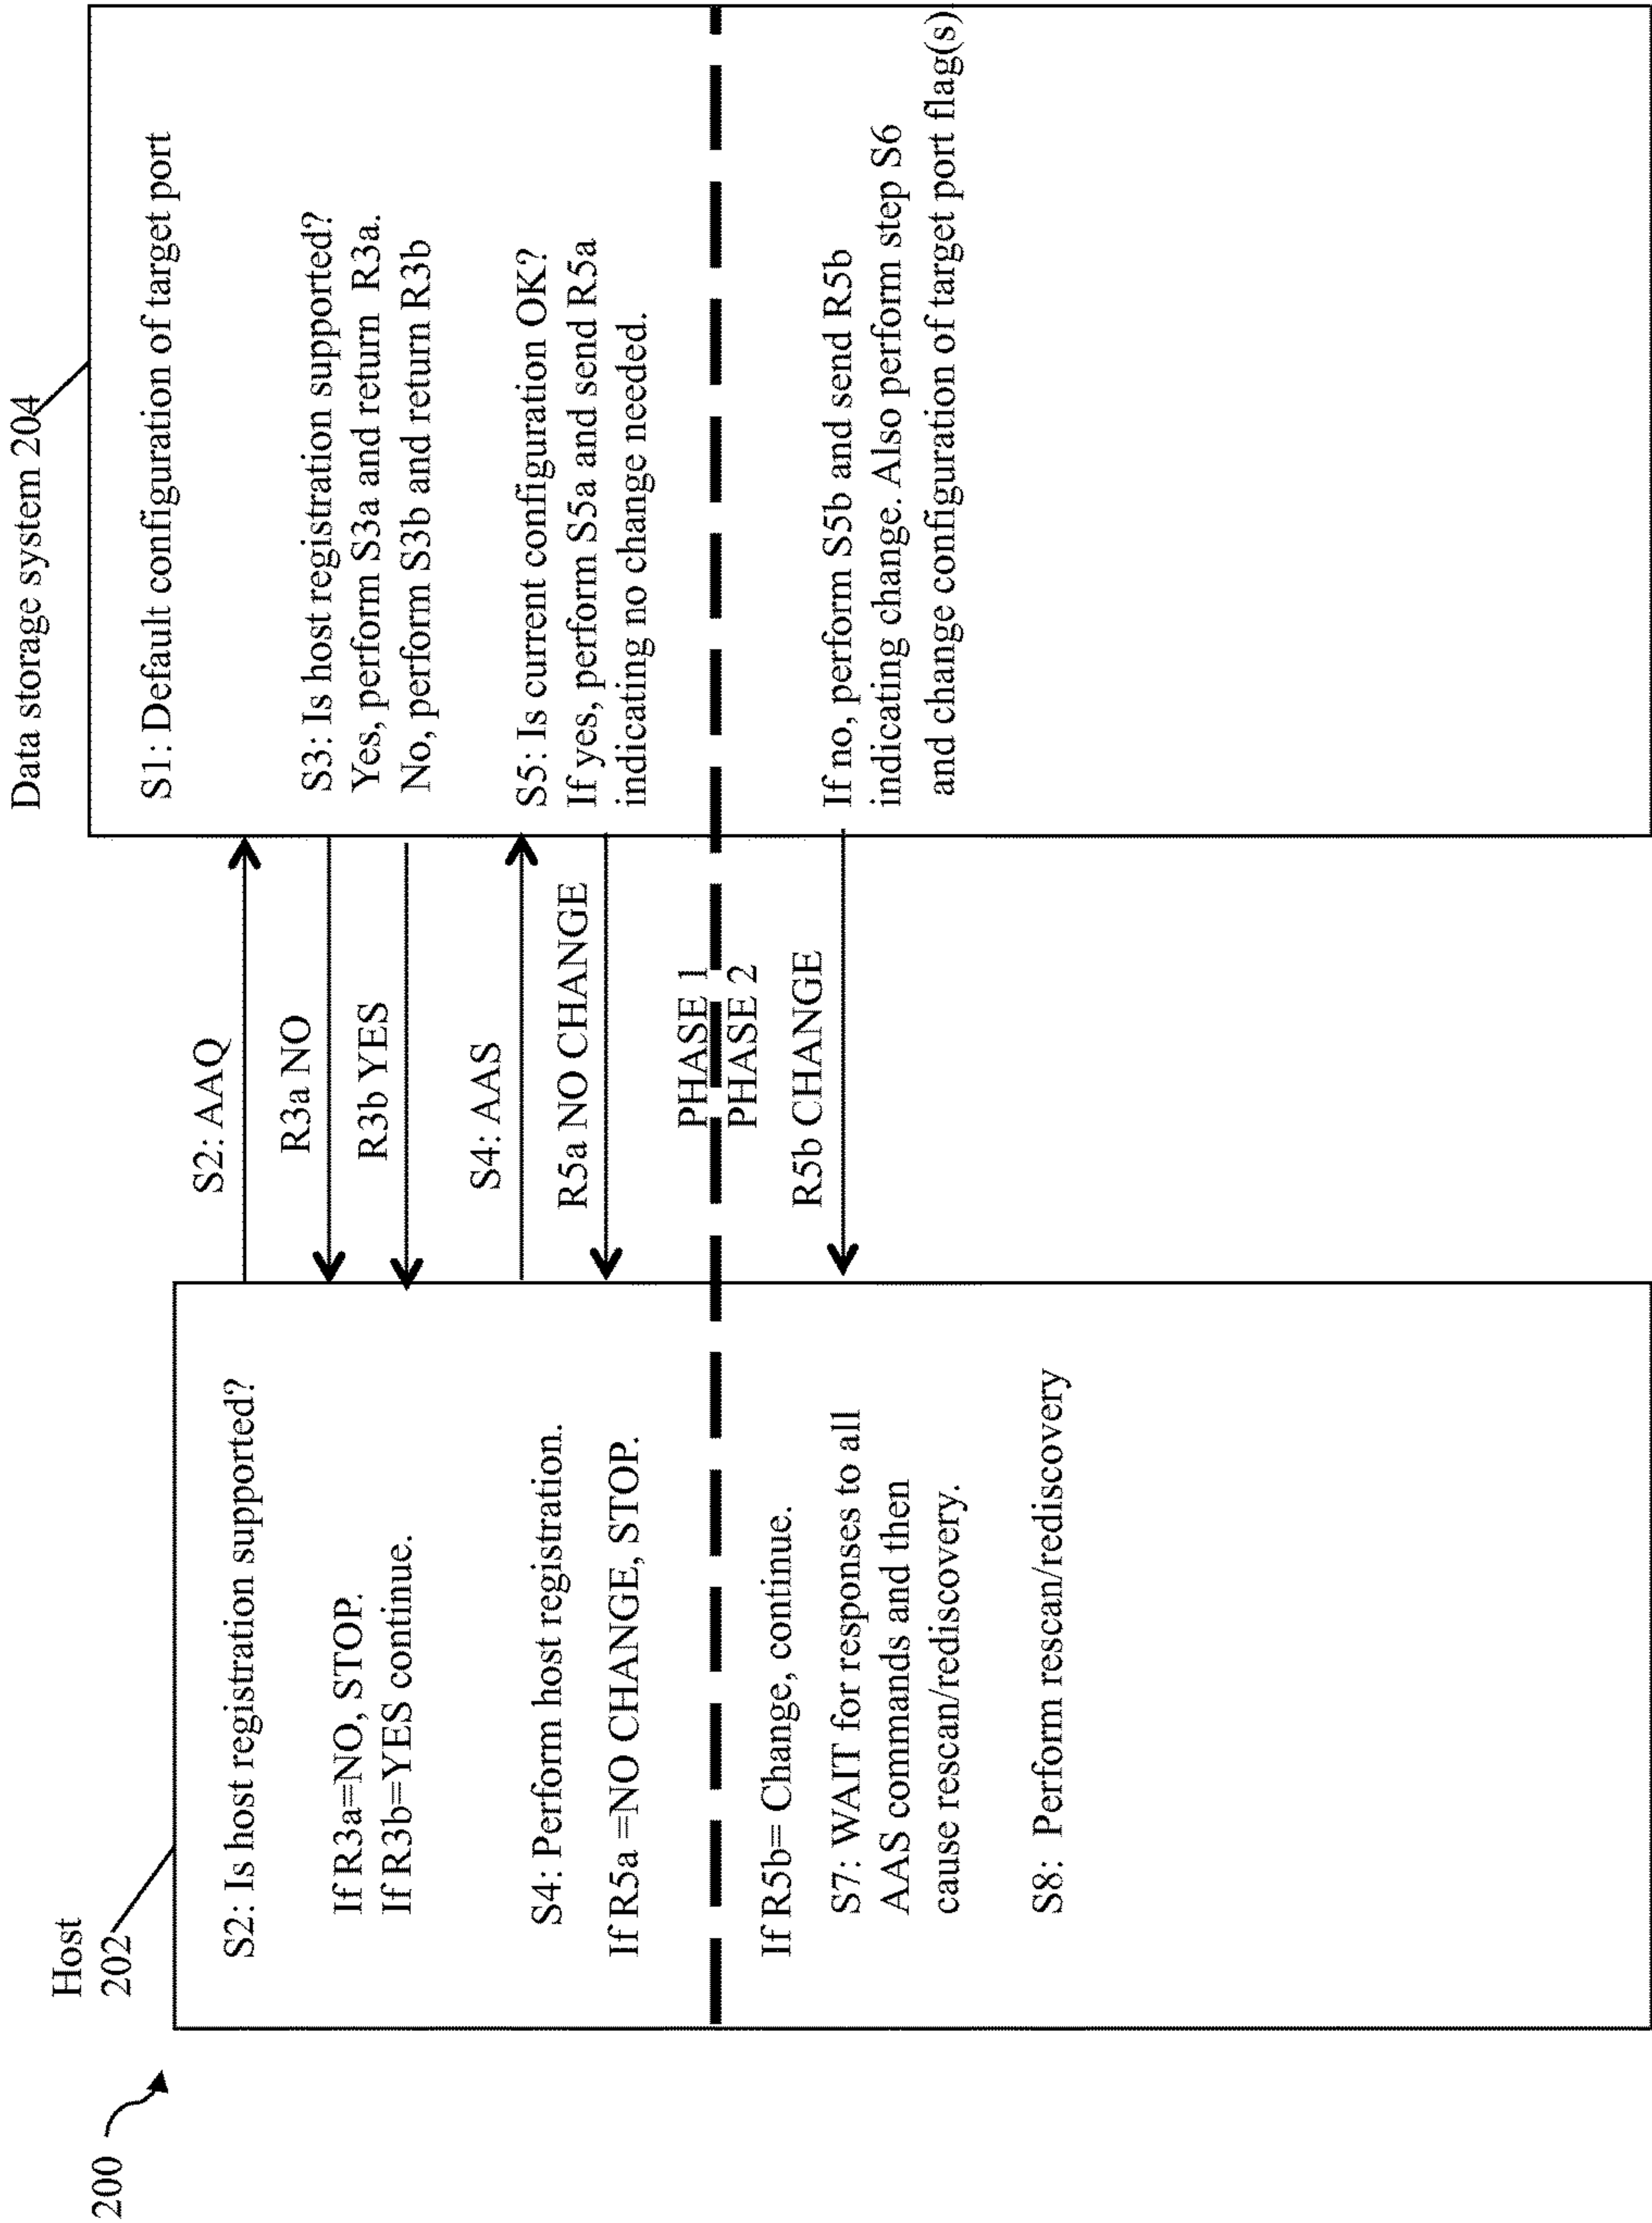 200
Host
202
S2: Is host registration supported?
If R3a=NO, STOP.
If R3b=YES continue.
S4: Perform host registration.
If R5a =NO CHANGE, STOP.
If R5b= Change, continue.
S7: WAIT for responses to all
AAS commands and then
cause rescan/rediscovery.
S8: Perform rescan/rediscovery
S2: AAQ
R3a NO
R3b YES
S4: AAS
R5a NO CHANGE
PHASE 1
PHASE 2
R5b CHANGE
Data storage system 204
S1: Default configuration of target port
S3: Is host registration supported?
Yes, perform S3a and return R3a.
No, perform S3b and return R3b
S5: Is current configuration OK?
If yes, perform S5a and send R5a
indicating no change needed.
If no, perform S5b and send R5b
indicating change. Also perform step S6
and change configuration of target port flag(s)